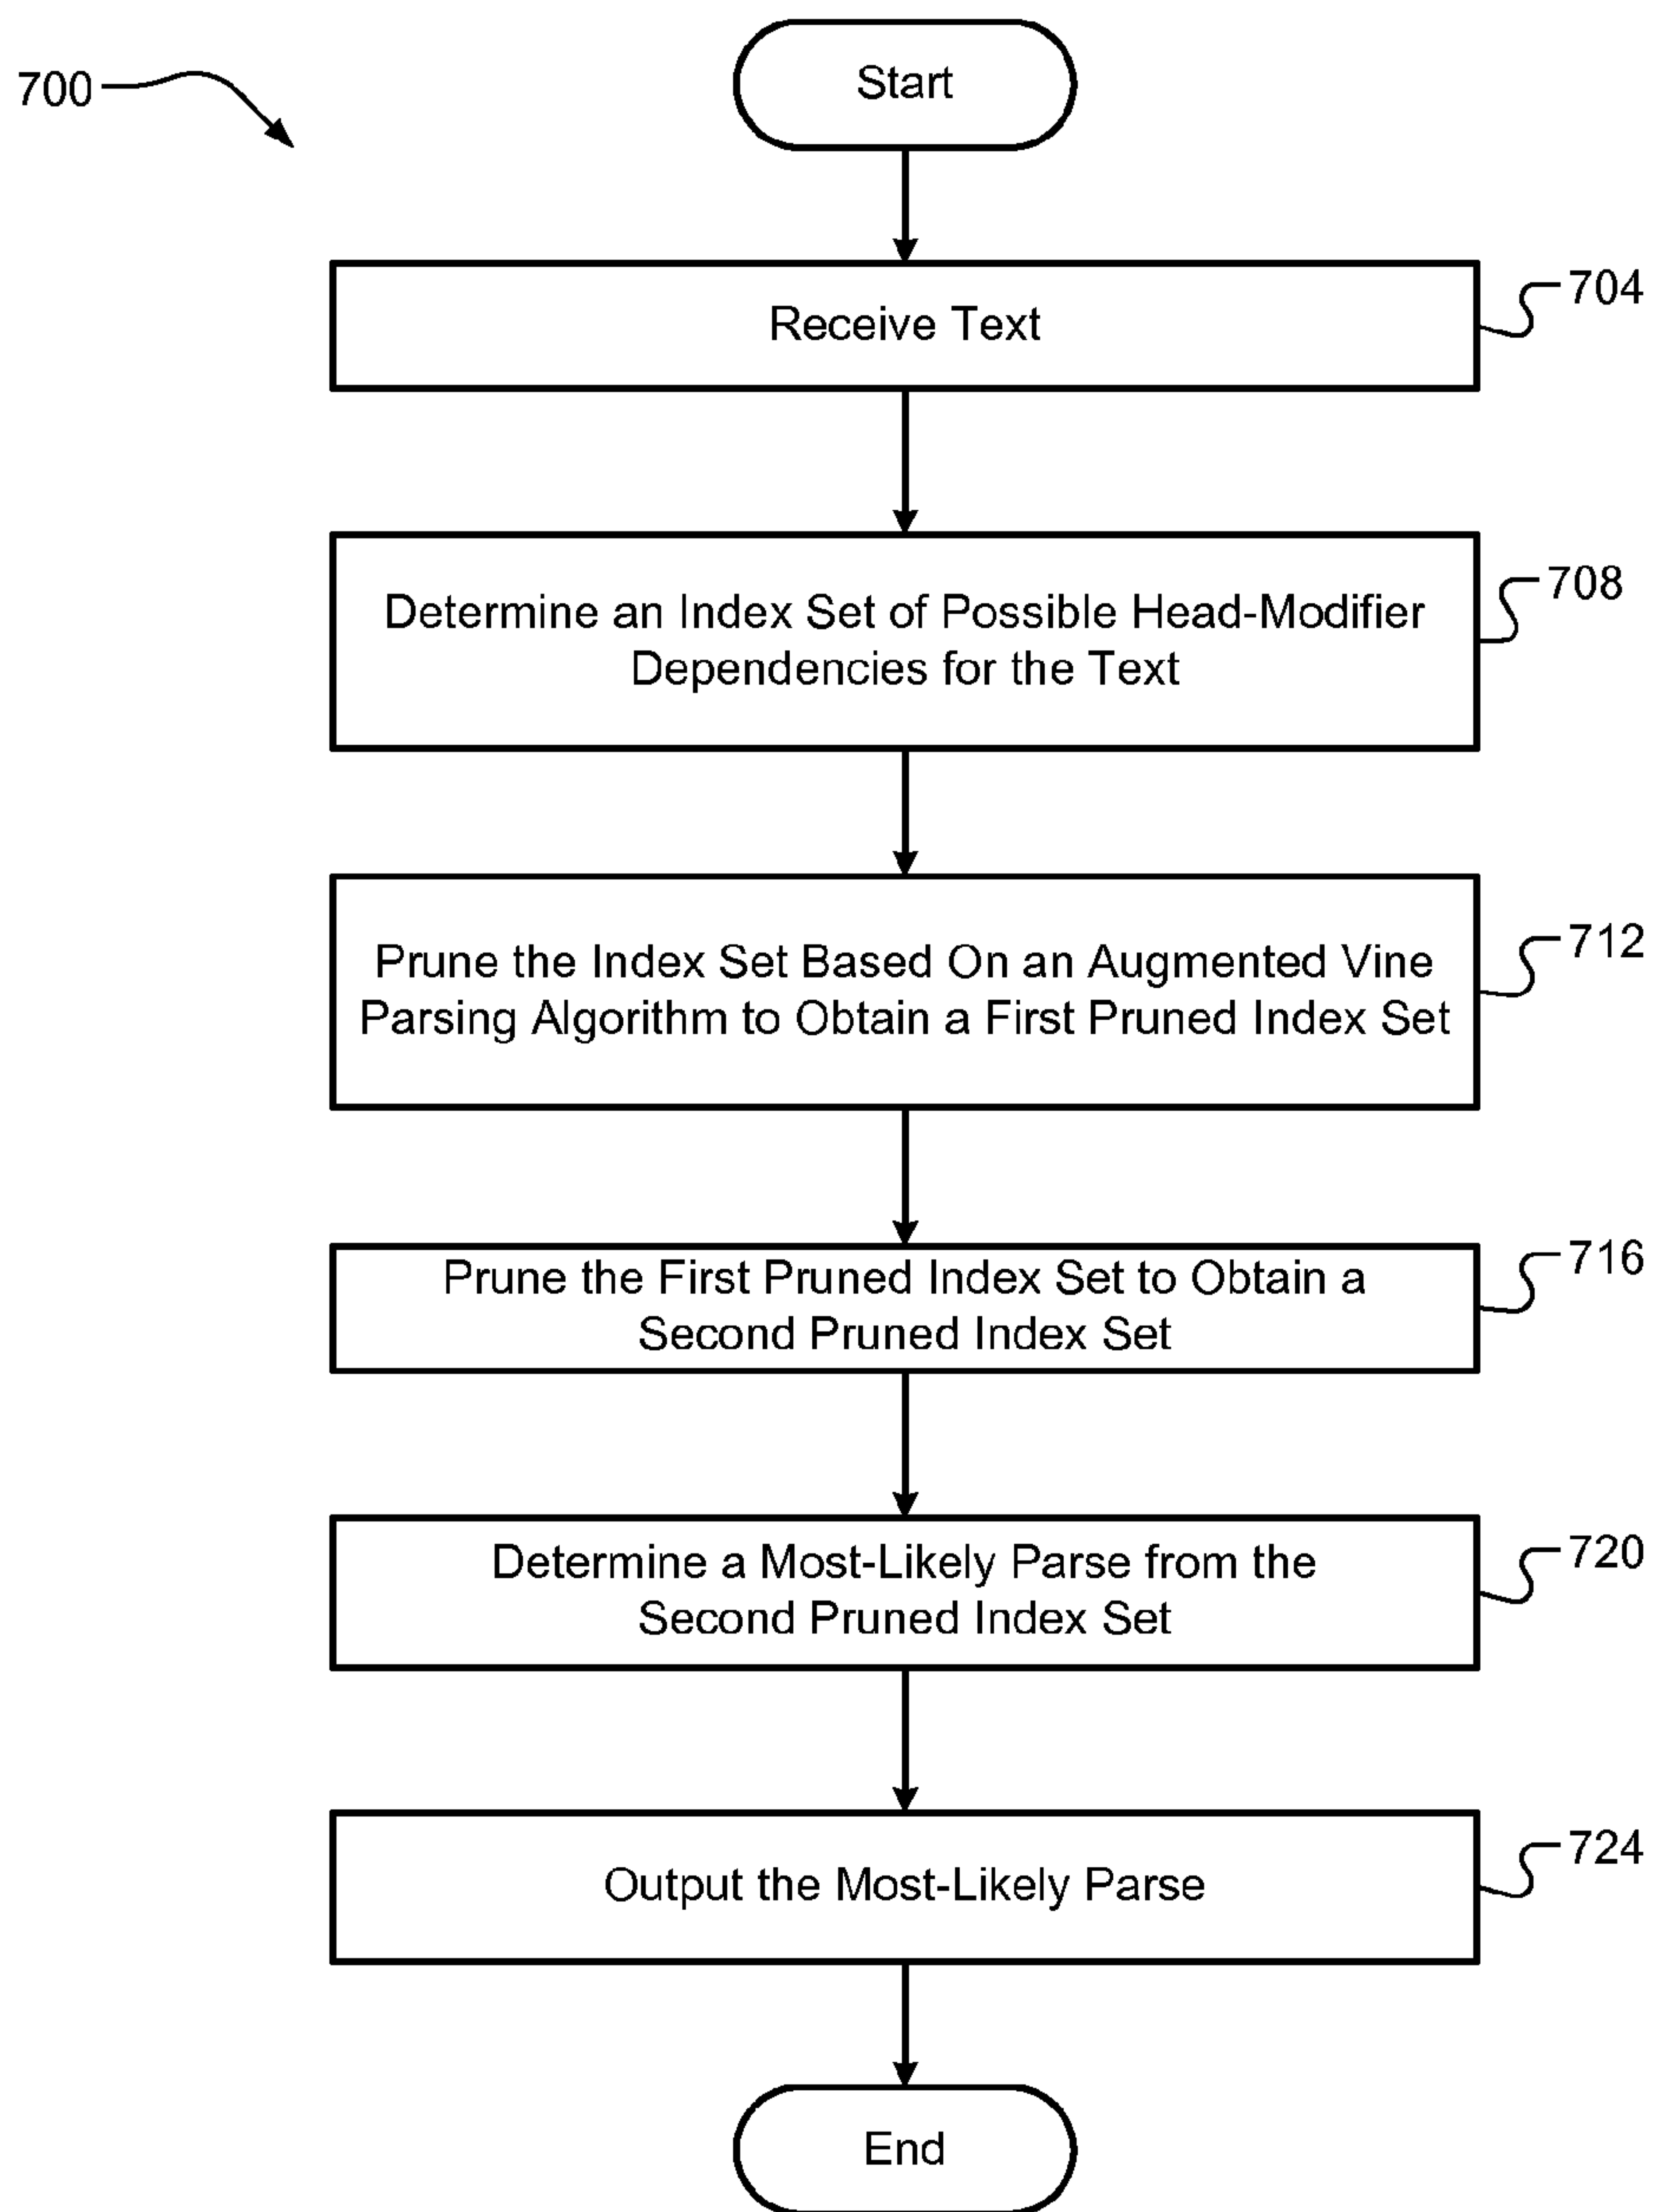 700
Start
Receive Text
704
Determine an Index Set of Possible Head-Modifier
Dependencies for the Text
708
Prune the Index Set Based On an Augmented Vine
Parsing Algorithm to Obtain a First Pruned Index Set
712
Prune the First Pruned Index Set to Obtain a
Second Pruned Index Set
716
Determine a Most-Likely Parse from the
Second Pruned Index Set
720
Output the Most-Likely Parse
724
End